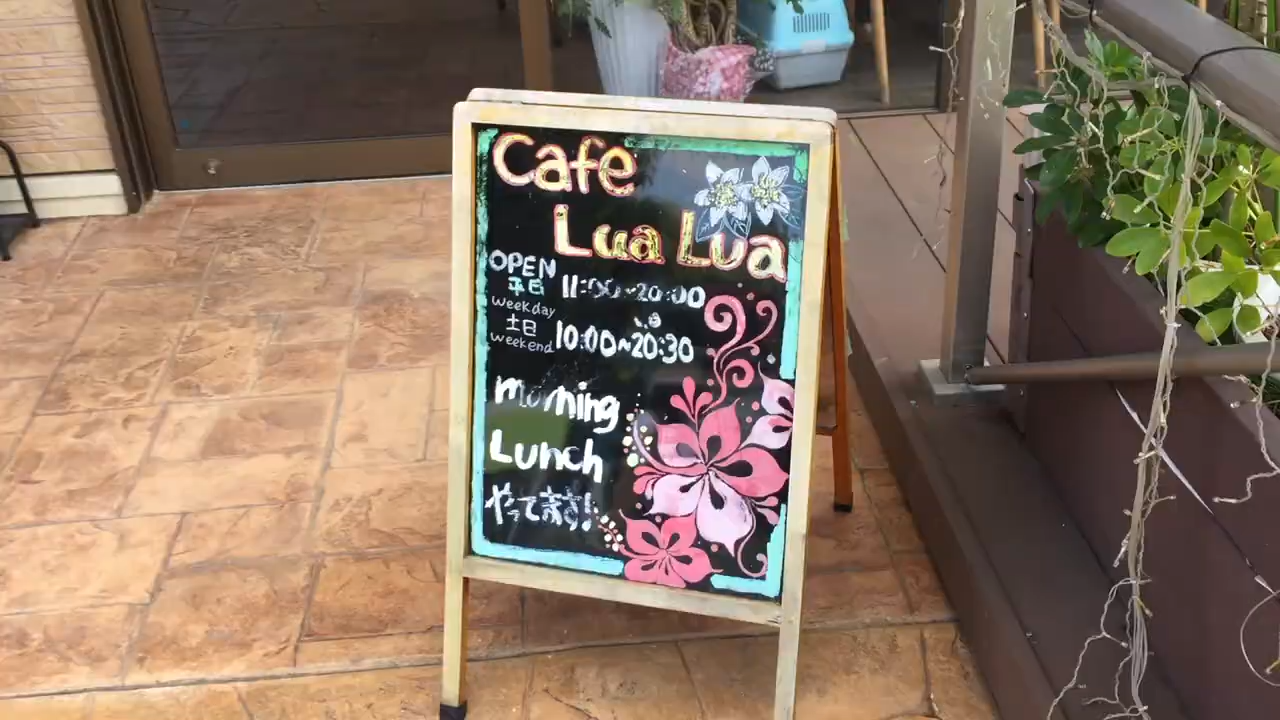 Cafe
Lua Lua
OPEN
平日 11:00~20:00
weekday
土日 10:00~20:30
weekend
morning
Lunch
やってます!